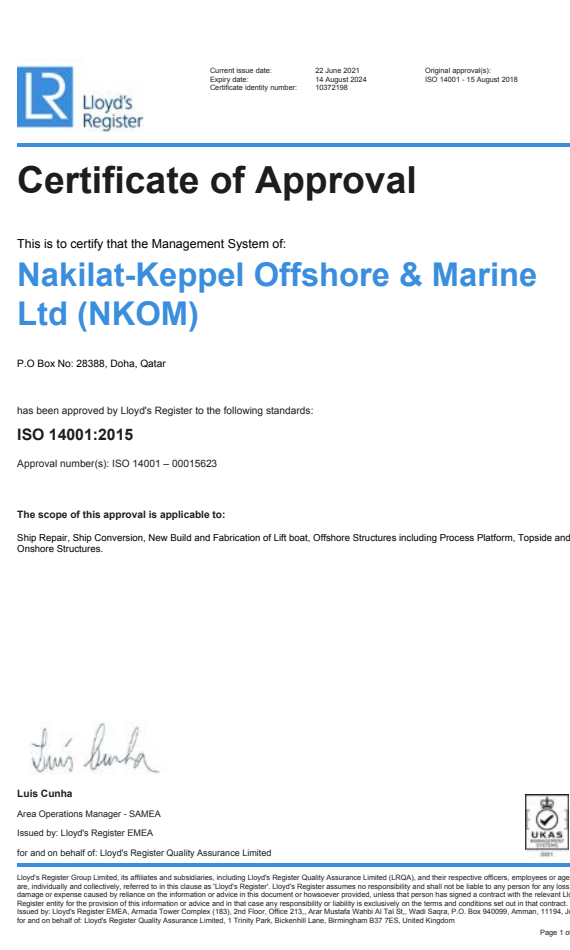 LR
Lloyd's
Register
Current issue date: 22 June 2021
Expiry date: 14 August 2024
Certificate identity number: 10372198
Original approval(s):
ISO 14001 - 15 August 2018
Certificate of Approval
This is to certify that the Management System of:
Nakilat-Keppel Offshore & Marine
Ltd (NKOM)
P.O Box No: 28388, Doha, Qatar
has been approved by Lloyd's Register to the following standards:
ISO 14001:2015
Approval number(s): ISO 14001 – 00015623
The scope of this approval is applicable to:
Ship Repair, Ship Conversion, New Build and Fabrication of Lift boat, Offshore Structures including Process Platform, Topside and
Onshore Structures.
Luis Cunha
Luis Cunha
Area Operations Manager - SAMEA
Issued by: Lloyd's Register EMEA
for and on behalf of: Lloyd's Register Quality Assurance Limited
UKAS
MANAGEMENT
SYSTEMS
0001
Lloyd's Register Group Limited, its affiliates and subsidiaries, including Lloyd's Register Quality Assurance Limited (LRQA), and their respective officers, employees or age
are, individually and collectively, referred to in this clause as 'Lloyd's Register'. Lloyd's Register assumes no responsibility and shall not be liable to any person for any loss
damage or expense caused by reliance on the information or advice in this document or howsoever provided, unless that person has signed a contract with the relevant Ll
Register entity for the provision of this information or advice and in that case any responsibility or liability is exclusively on the terms and conditions set out in that contract.
Issued by: Lloyd's Register EMEA, Armada Tower Complex (183), 2nd Floor, Office 213,, Arar Mustafa Wahbi Al Tal St,, Wadi Saqra, P.O. Box 940099, Amman, 11194, J
for and on behalf of: Lloyd's Register Quality Assurance Limited, 1 Trinity Park, Bickenhill Lane, Birmingham B37 7ES, United Kingdom
Page 1 o